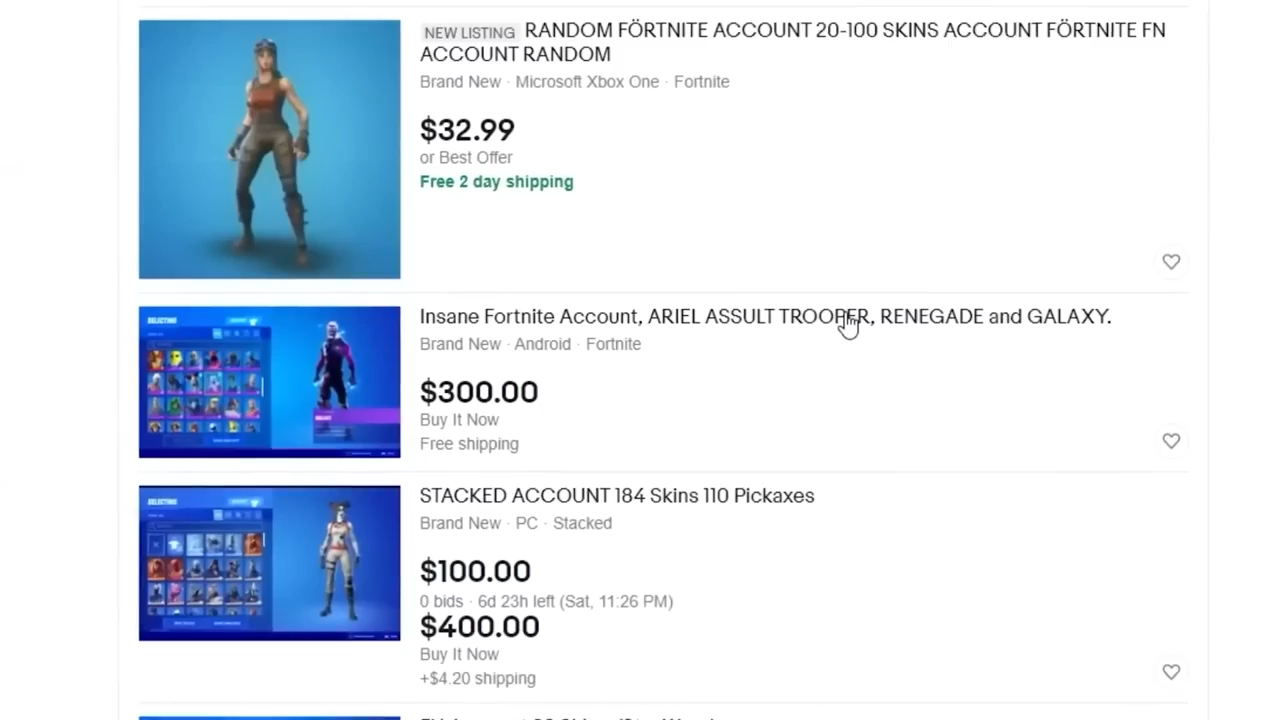 NEW LISTING RANDOM FÖRTNITE ACCOUNT 20-100 SKINS ACCOUNT FÖRTNITE FN
ACCOUNT RANDOM
Brand New · Microsoft Xbox One · Fortnite
$32.99
or Best Offer
Free 2 day shipping
Insane Fortnite Account, ARIEL ASSULT TROOPER, RENEGADE and GALAXY.
Brand New · Android · Fortnite
$300.00
Buy It Now
Free shipping
STACKED ACCOUNT 184 Skins 110 Pickaxes
Brand New · PC · Stacked
$100.00
0 bids · 6d 23h left (Sat, 11:26 PM)
$400.00
Buy It Now
+$4.20 shipping